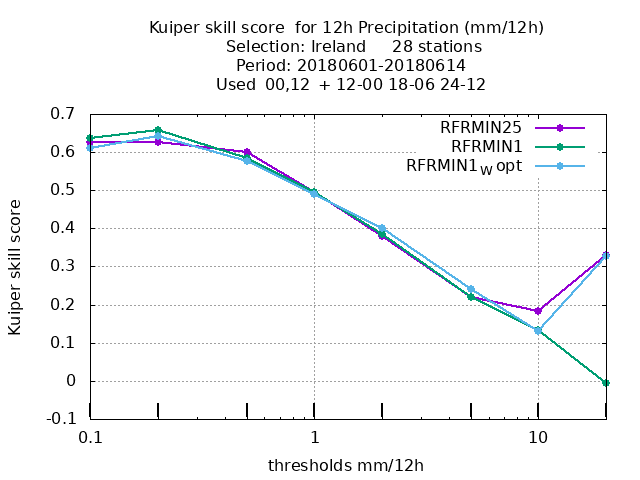 Kuiper skill score  for 12h Precipitation (mm/12h)
Selection: Ireland     28 stations
Period: 20180601-20180614
Used  00,12  + 12-00 18-06 24-12
0.7
0.6
0.5
0.4
0.3
0.2
0.1
0
-0.1
Kuiper skill score
RFRMIN25
RFRMIN1
RFRMIN1W opt
0.1
1
10
thresholds mm/12h